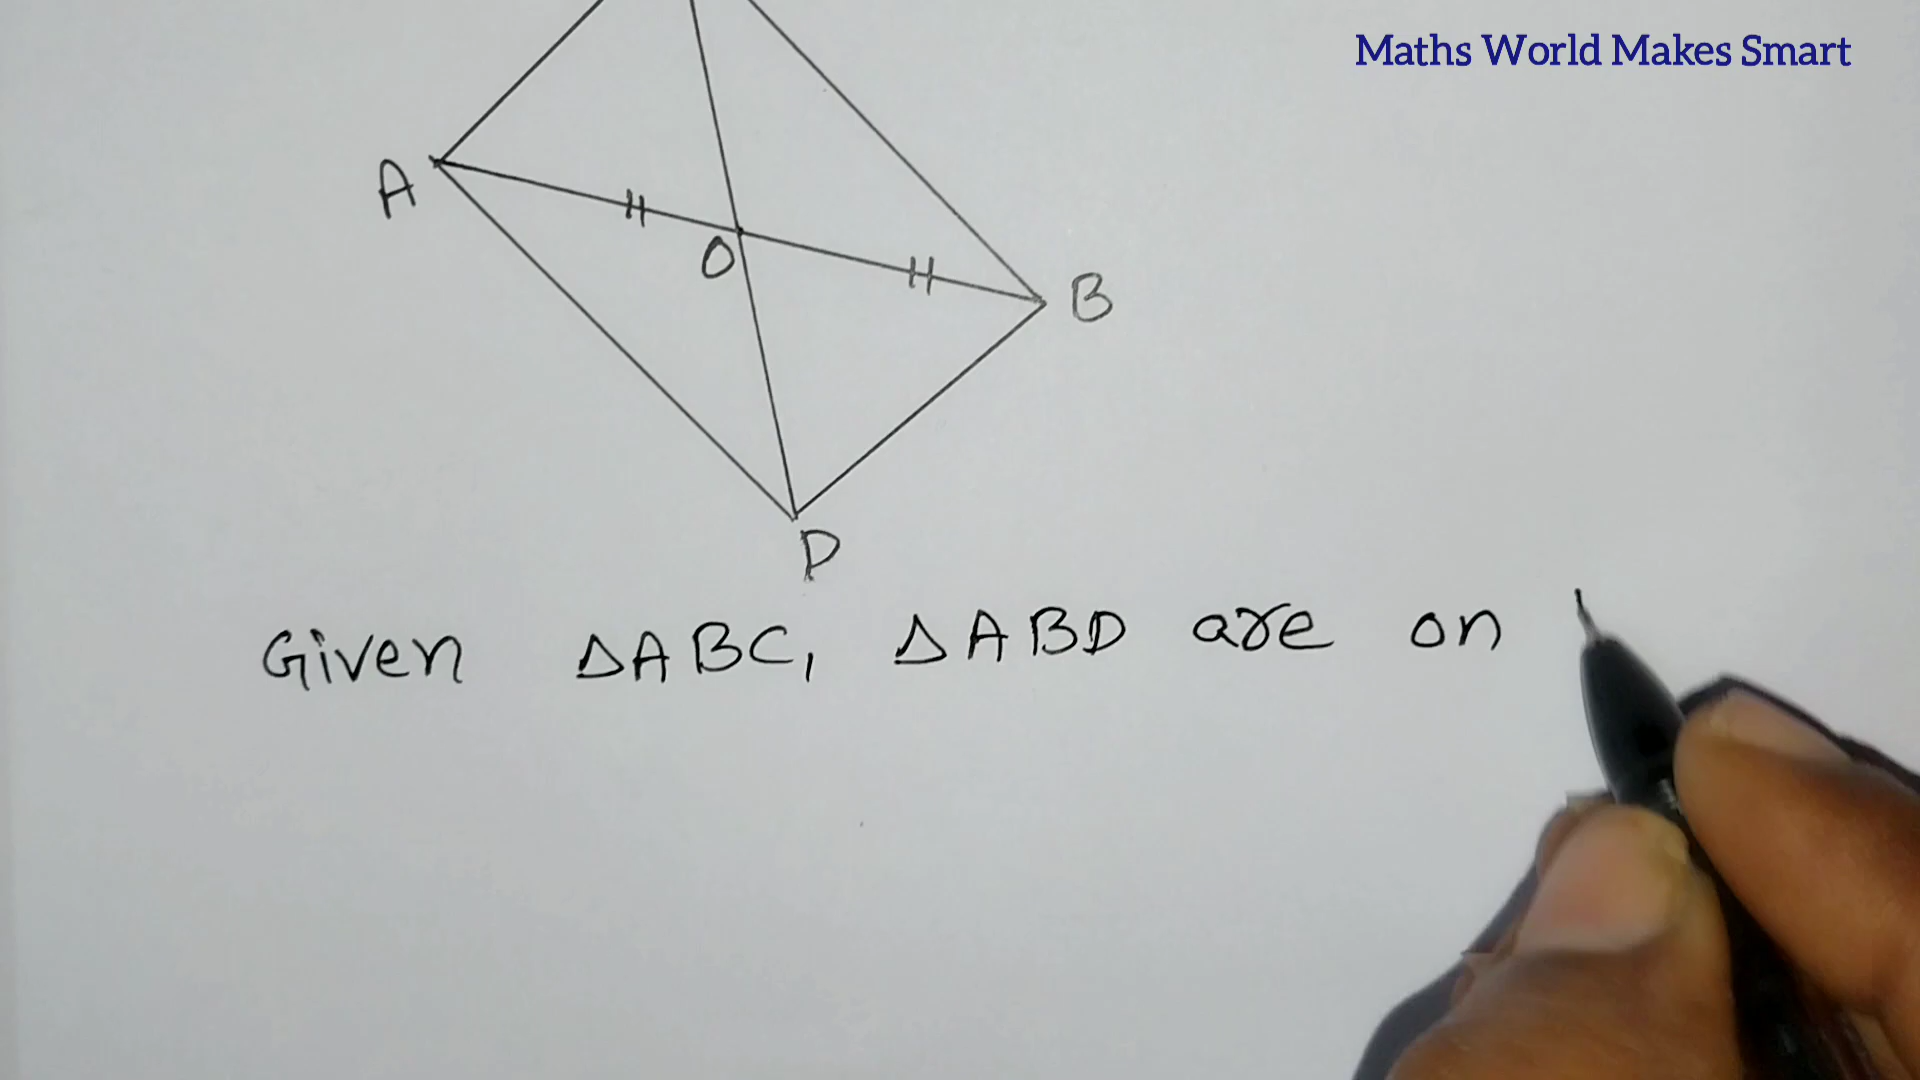 Maths World Makes Smart
A
O
B
D
Given ΔABC, ΔABD are on